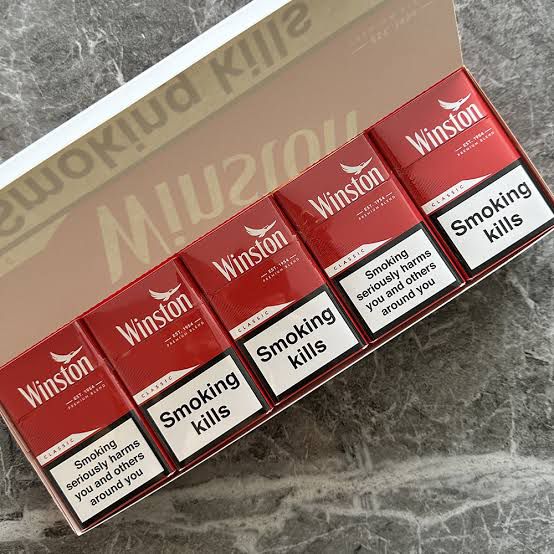 Smoking kills
Winston
Winston
EST. 1954
PREMIUM BLEND
CLASSIC
Smoking
seriously harms
you and others
around you
Winston
EST. 1954
PREMIUM BLEND
CLASSIC
Smoking
kills
Winston
EST. 1954
PREMIUM BLEND
CLASSIC
Smoking
kills
Winston
EST. 1954
PREMIUM BLEND
CLASSIC
Smoking
seriously harms
you and others
around you
Winston
EST. 1954
PREMIUM BLEND
CLASSIC
Smoking
kills